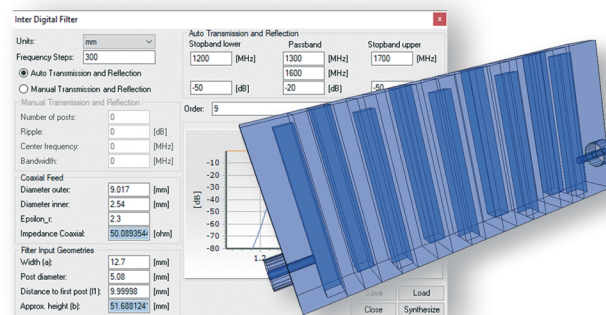 Inter Digital Filter
x
Units:
mm
Frequency Steps:
300
Auto Transmission and Reflection
Manual Transmission and Reflection
Manual Transmission and Reflection
Number of posts:
0
Ripple:
0
[dB]
Center frequency:
0
[MHz]
Bandwidth:
0
[MHz]
Coaxial Feed
Diameter outer:
9.017
[mm]
Diameter inner:
2.54
[mm]
Epsilon_r:
2.3
Impedance Coaxial:
50.0893544
[ohm]
Filter Input Geometries
Width (a):
12.7
[mm]
Post diameter:
5.08
[mm]
Distance to first post (l1):
9.99998
[mm]
Approx. height (b):
51.6881241
[mm]
Auto Transmission and Reflection
Stopband lower
Passband
Stopband upper
1200
[MHz]
1300
[MHz]
1700
[MHz]
1600
[MHz]
-50
[dB]
-20
[dB]
-50
Order:
9
[dB]
-10
-20
-30
-40
-50
-60
-70
-80
1.2
Save
Load
Close
Synthesize